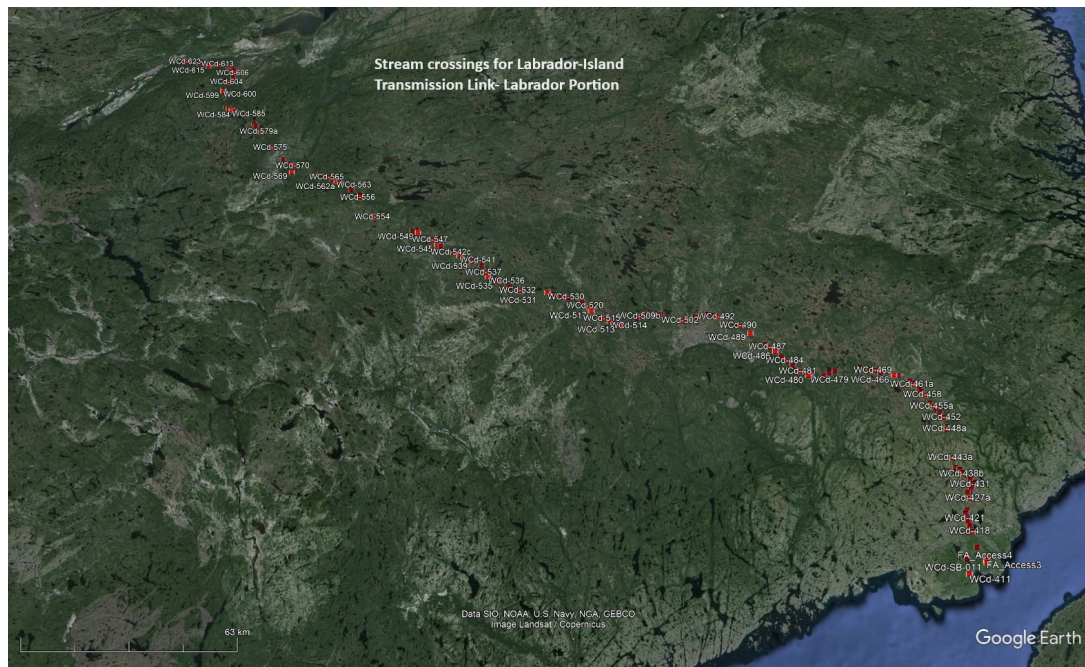 Stream crossings for Labrador-Island
Transmission Link- Labrador Portion
WCd-623
WCd-613
WCd-615
WCd-606
WCd-604
WCd-599
WCd-600
WCd-584
WCd-585
WCd-579a
WCd-575
WCd-570
WCd-569
WCd-565
WCd-562a
WCd-563
WCd-556
WCd-554
WCd-549
WCd-547
WCd-545
WCd-542c
WCd-541
WCd-539
WCd-537
WCd-536
WCd-535
WCd-532
WCd-531
WCd-530
WCd-520
WCd-517
WCd-515
WCd-509b
WCd-513
WCd-514
WCd-502
WCd-492
WCd-490
WCd-489
WCd-487
WCd-486
WCd-484
WCd-481
WCd-480
WCd-479
WCd-469
WCd-466
WCd-461a
WCd-458
WCd-455a
WCd-452
WCd-448a
WCd-443a
WCd-438b
WCd-431
WCd-427a
WCd-421
WCd-418
FA_Access4
WCd-SB-011
FA_Access3
WCd-411
Data SIO, NOAA, U.S. Navy, NGA, GEBCO
Image Landsat / Copernicus
63 km
Google Earth